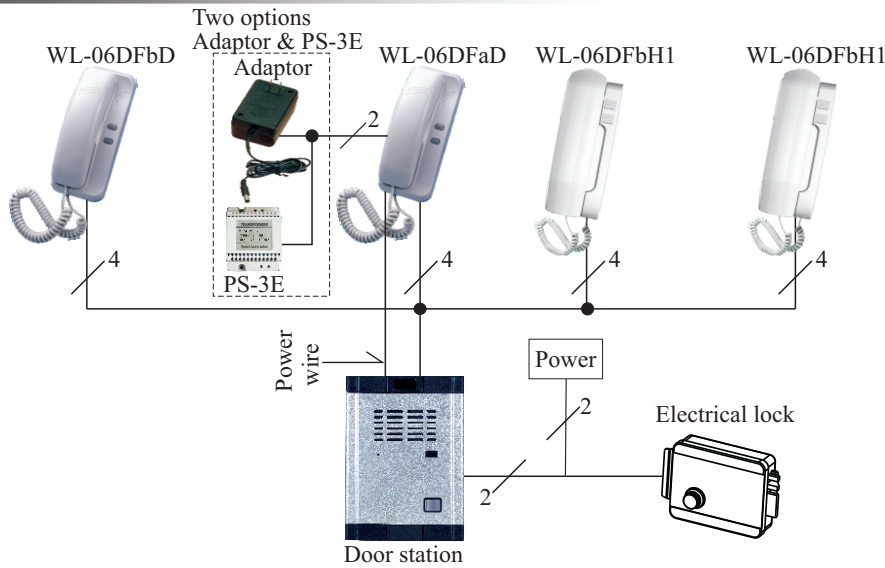 Two options
Adaptor & PS-3E
WL-06DFbD
WL-06DFaD
WL-06DFbH1
WL-06DFbH1
Adaptor
2
TRANSFORMER
PS-3E
4
4
4
4
Power
wire
Power
2
Electrical lock
2
Door station